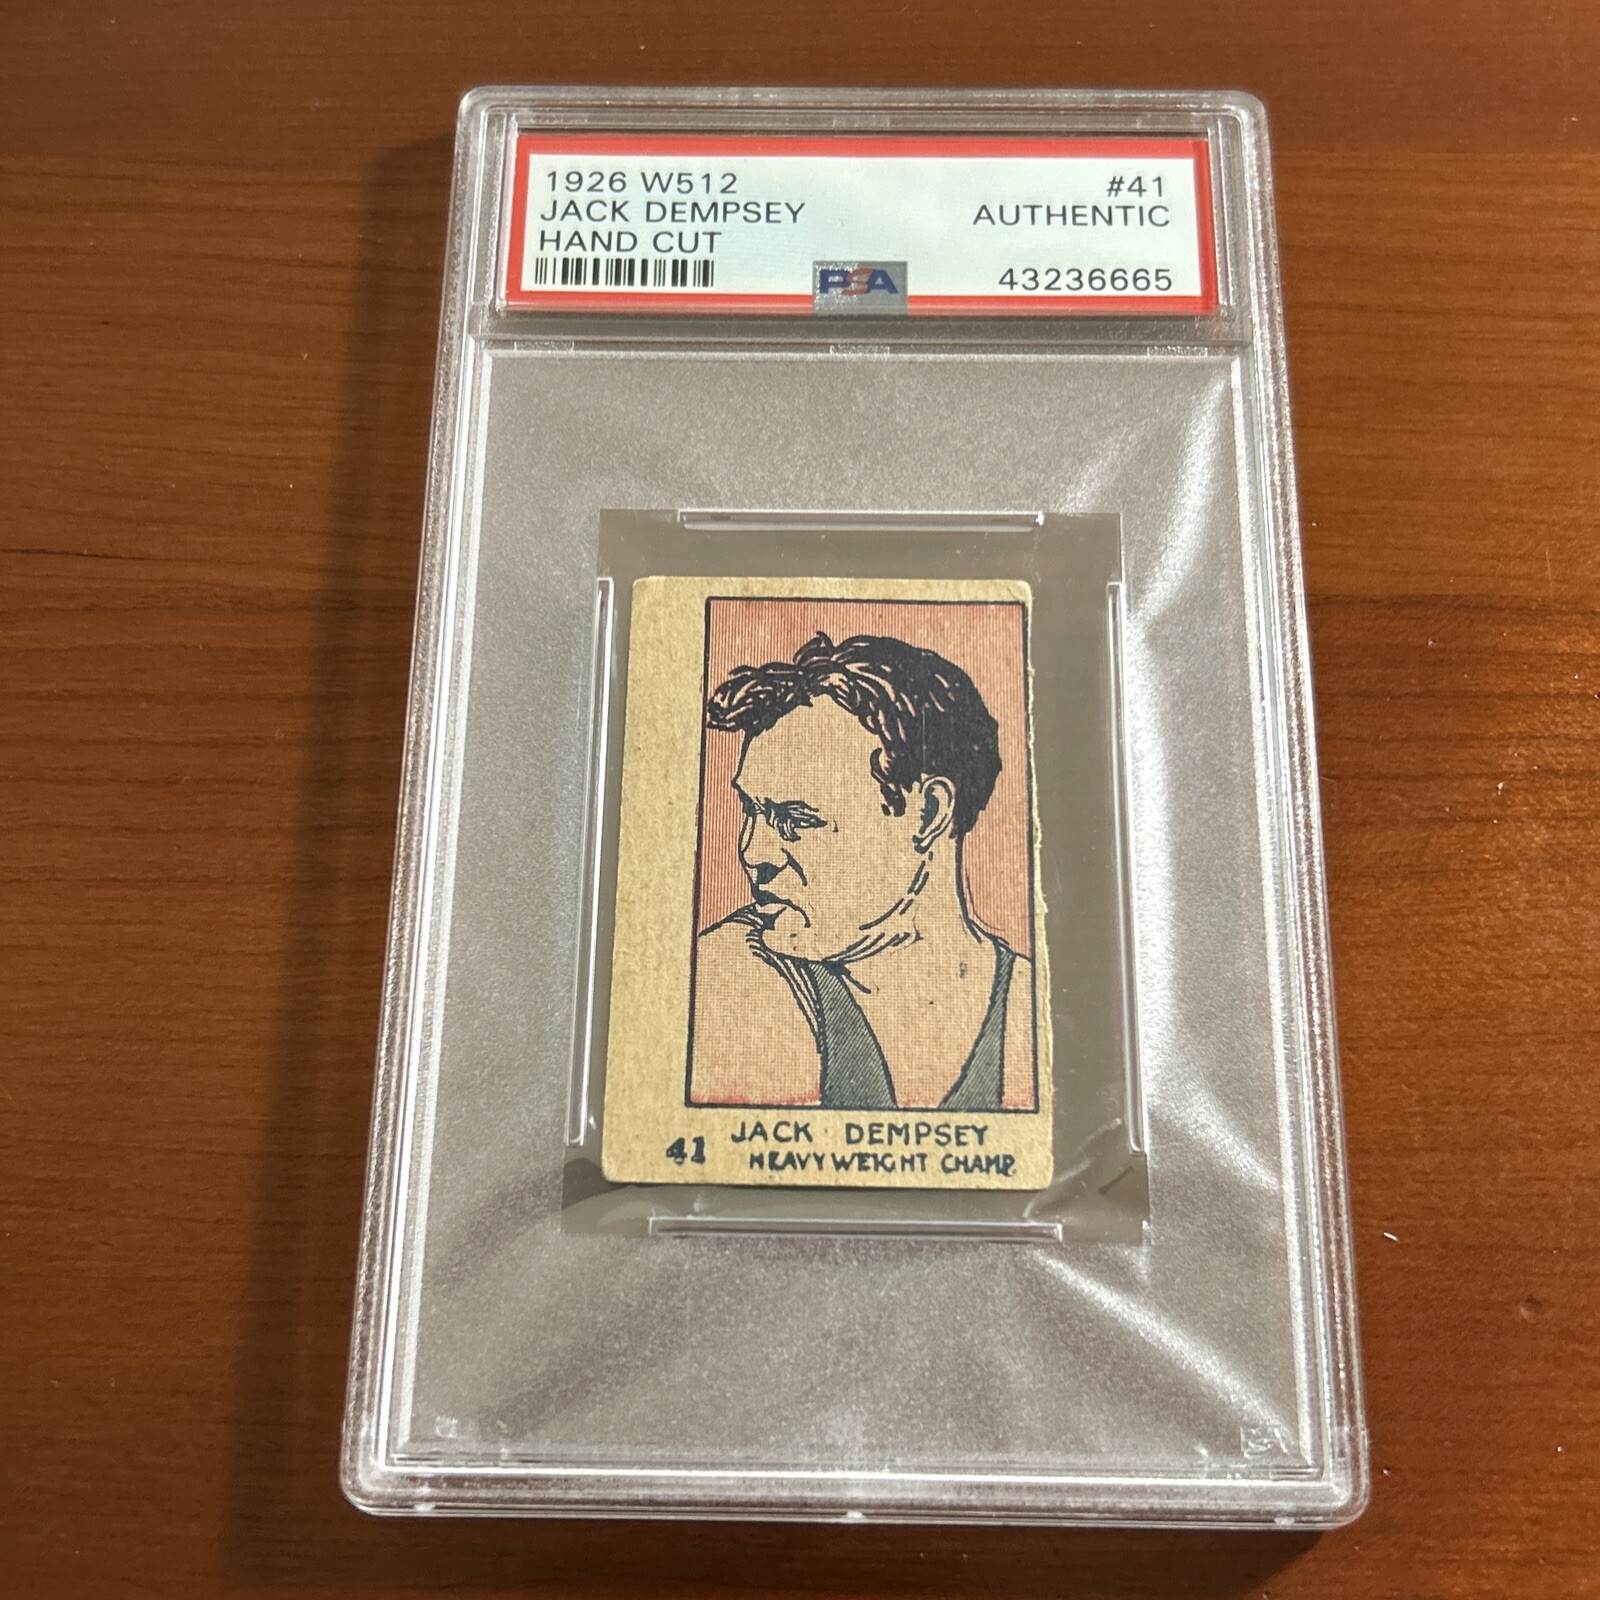 1926 W512 #41
JACK DEMPSEY AUTHENTIC
HAND CUT
PSA 43236665
41 JACK DEMPSEY
HEAVYWEIGHT CHAMP.